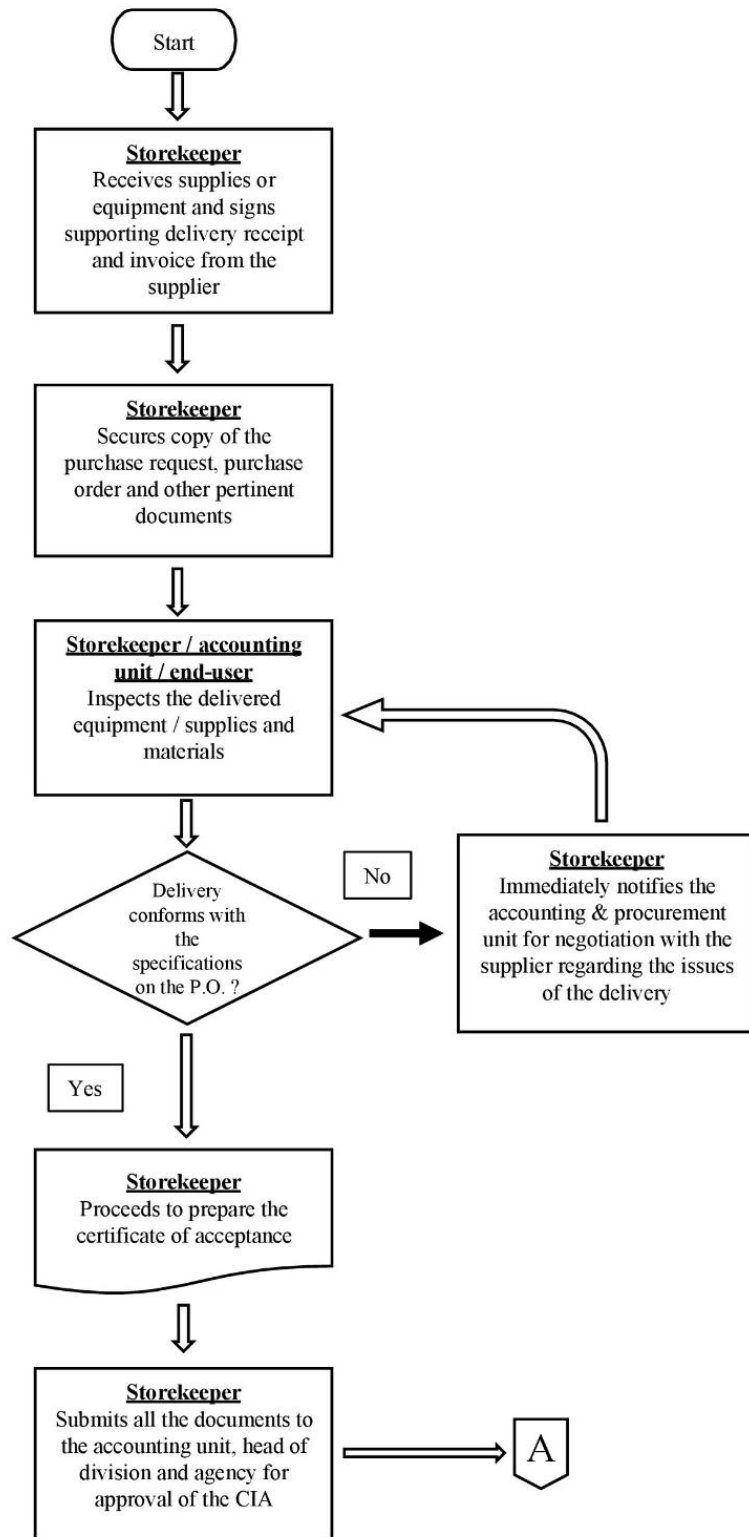 Start
Storekeeper
Receives supplies or
equipment and signs
supporting delivery receipt
and invoice from the
supplier
Storekeeper
Secures copy of the
purchase request, purchase
order and other pertinent
documents
Storekeeper / accounting
unit / end-user
Inspects the delivered
equipment / supplies and
materials
Delivery
conforms with
the
specifications
on the P.O. ?
No
Storekeeper
Immediately notifies the
accounting & procurement
unit for negotiation with the
supplier regarding the issues
of the delivery
Yes
Storekeeper
Proceeds to prepare the
certificate of acceptance
Storekeeper
Submits all the documents to
the accounting unit, head of
division and agency for
approval of the CIA
A